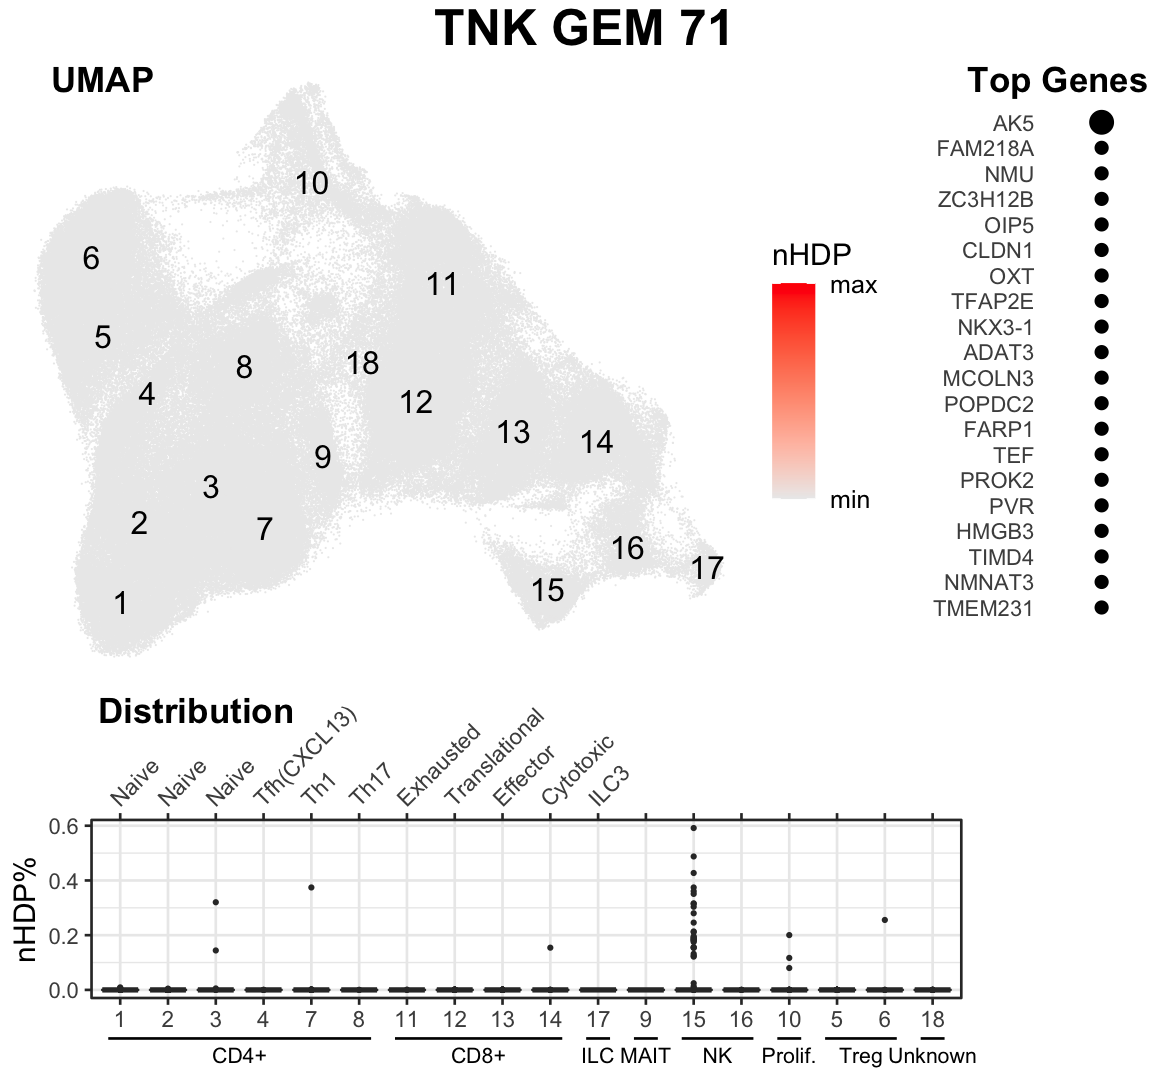 TNK GEM 71
UMAP
10
6
11
5
8
18
4
12
13
14
9
3
2
7
16
17
15
1
nHDP
max
min
Top Genes
AK5
FAM218A
NMU
ZC3H12B
OIP5
CLDN1
OXT
TFAP2E
NKX3-1
ADAT3
MCOLN3
POPDC2
FARP1
TEF
PROK2
PVR
HMGB3
TIMD4
NMNAT3
TMEM231
Distribution
Naive Naive Naive Tfh(CXCL13) Th1 Th17 Exhausted Translational Effector Cytotoxic ILC3
nHDP%
0.6
0.4
0.2
0.0
1 2 3 4 7 8 11 12 13 14 17 9 15 16 10 5 6 18
CD4+ CD8+ ILC MAIT NK Prolif. Treg Unknown